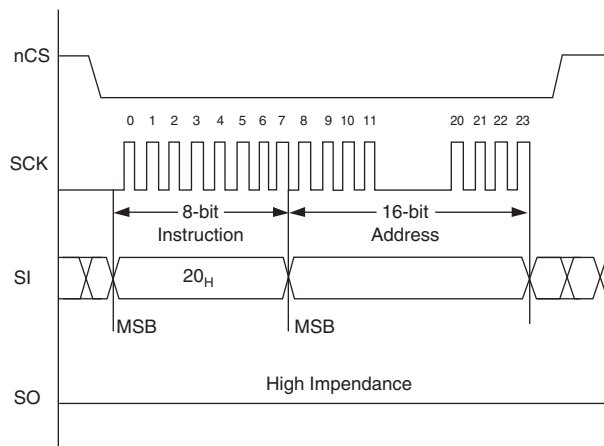 nCS
0 1 2 3 4 5 6 7 8 9 10 11 20 21 22 23
SCK
8-bit 16-bit
Instruction Address
SI 20H
MSB MSB
High Impendance
SO